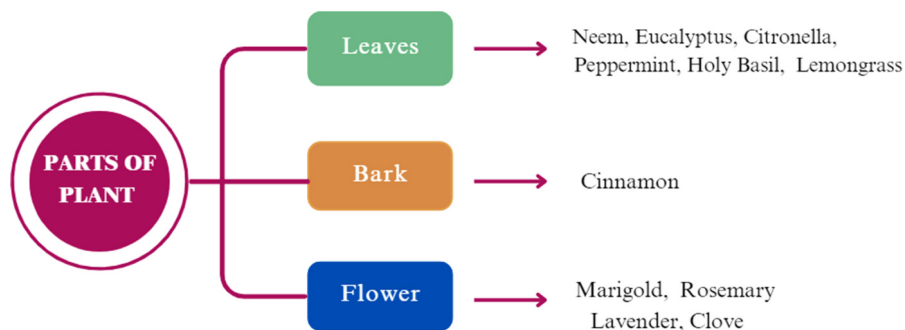 PARTS OF
PLANT
Leaves
Neem, Eucalyptus, Citronella,
Peppermint, Holy Basil, Lemongrass
Bark
Cinnamon
Flower
Marigold, Rosemary
Lavender, Clove